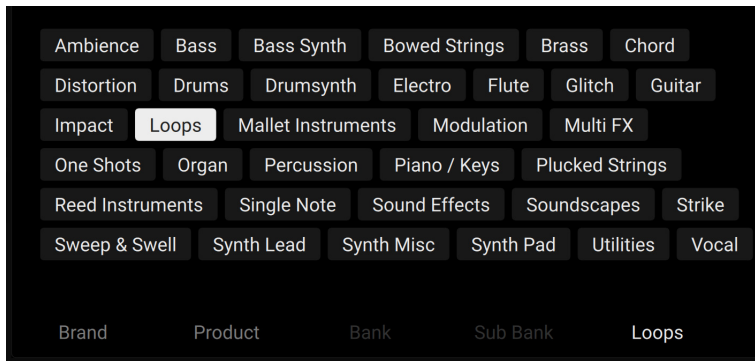 Ambience Bass Bass Synth Bowed Strings Brass Chord
Distortion Drums Drumsynth Electro Flute Glitch Guitar
Impact Loops Mallet Instruments Modulation Multi FX
One Shots Organ Percussion Piano / Keys Plucked Strings
Reed Instruments Single Note Sound Effects Soundscapes Strike
Sweep & Swell Synth Lead Synth Misc Synth Pad Utilities Vocal
Brand Product Bank Sub Bank Loops